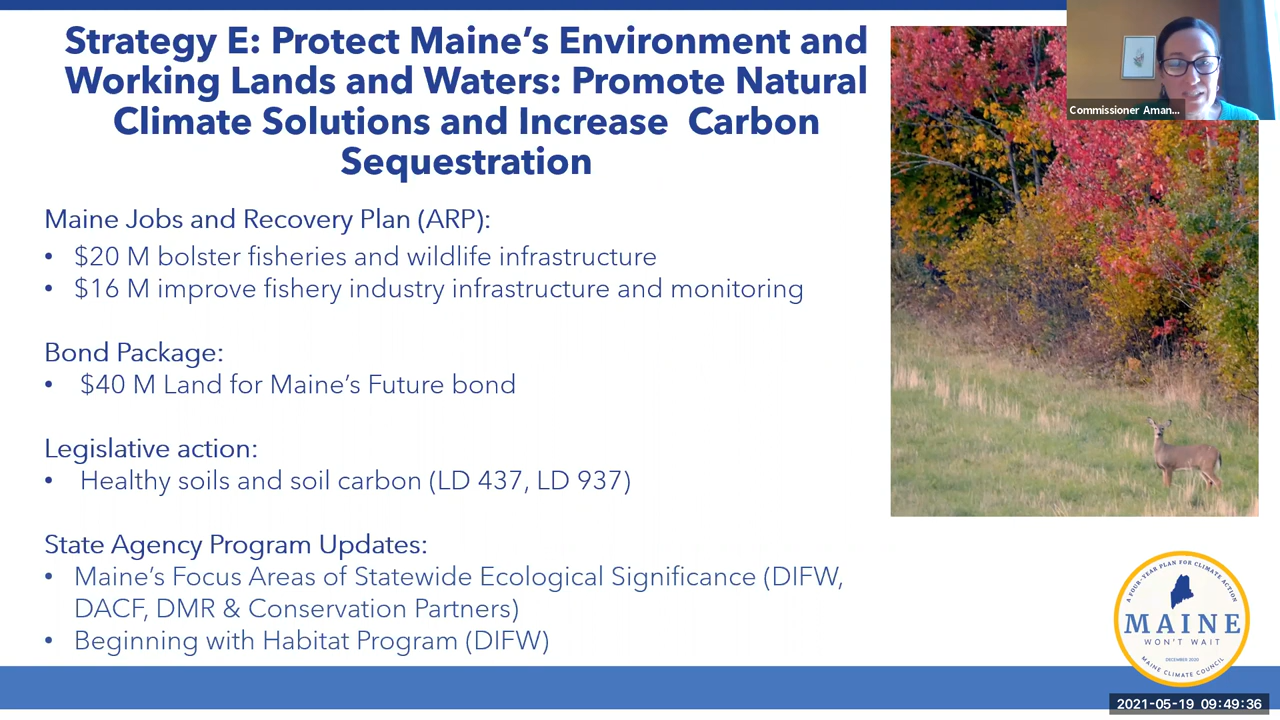 Strategy E: Protect Maine's Environment and
Working Lands and Waters: Promote Natural
Climate Solutions and Increase Carbon
Sequestration
Commissioner Aman...
Maine Jobs and Recovery Plan (ARP):
• $20 M bolster fisheries and wildlife infrastructure
• $16 M improve fishery industry infrastructure and monitoring
Bond Package:
• $40 M Land for Maine's Future bond
Legislative action:
• Healthy soils and soil carbon (LD 437, LD 937)
State Agency Program Updates:
• Maine's Focus Areas of Statewide Ecological Significance (DIFW,
DACF, DMR & Conservation Partners)
• Beginning with Habitat Program (DIFW)
A FOUR-YEAR PLAN FOR CLIMATE ACTION
MAINE
WON'T WAIT
DECEMBER 2020
MAINE CLIMATE COUNCIL
2021-05-19 09:49:36